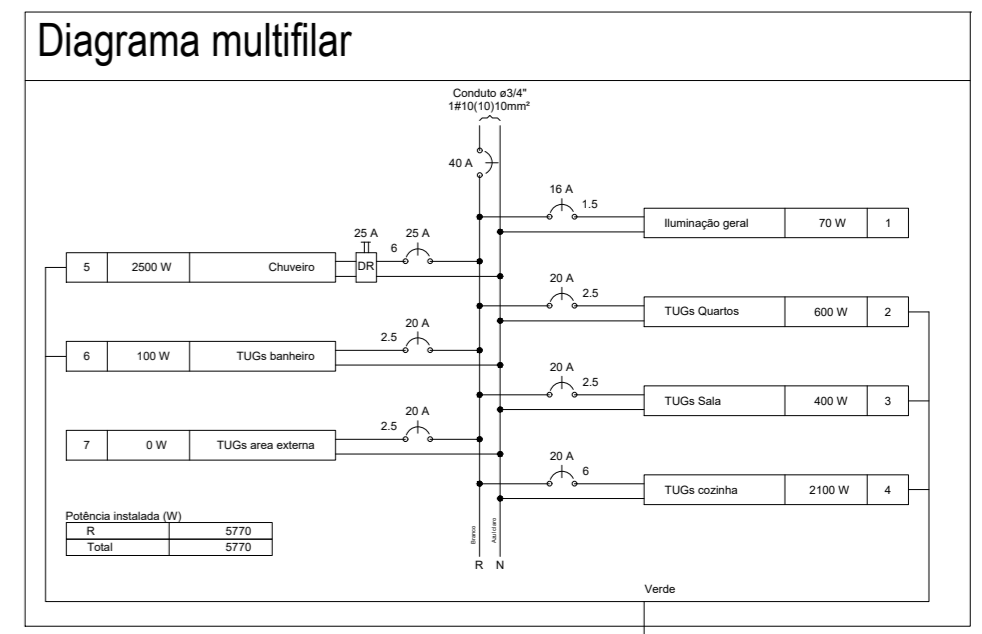 Diagrama multifilar
Conduto ø3/4"
1#10(10)10mm²
40 A
16 A
1.5
Iluminação geral 70 W 1
25 A 25 A
6
DR
5 2500 W Chuveiro
20 A
2.5
TUGs Quartos 600 W 2
20 A
2.5
6 100 W TUGs banheiro
20 A
2.5
TUGs Sala 400 W 3
20 A
2.5
7 0 W TUGs area externa
20 A
6
TUGs cozinha 2100 W 4
Potência instalada (W)
R 5770
Total 5770
Branco
Azul claro
R N
Verde